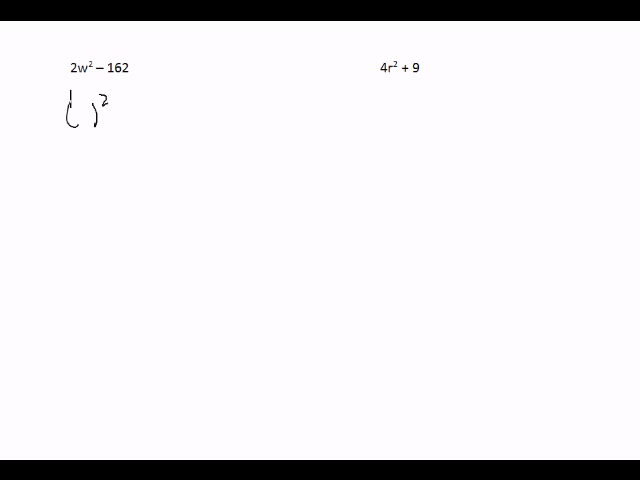 2w² – 162
4r² + 9
( )²